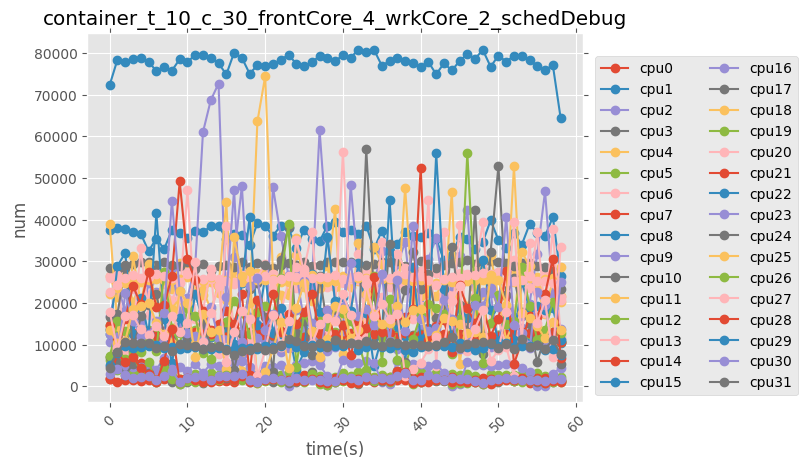 container_t_10_c_30_frontCore_4_wrkCore_2_schedDebug
80000
70000
60000
50000
40000
30000
20000
10000
0
num
0
10
20
30
40
50
60
time(s)
cpu0
cpu1
cpu2
cpu3
cpu4
cpu5
cpu6
cpu7
cpu8
cpu9
cpu10
cpu11
cpu12
cpu13
cpu14
cpu15
cpu16
cpu17
cpu18
cpu19
cpu20
cpu21
cpu22
cpu23
cpu24
cpu25
cpu26
cpu27
cpu28
cpu29
cpu30
cpu31